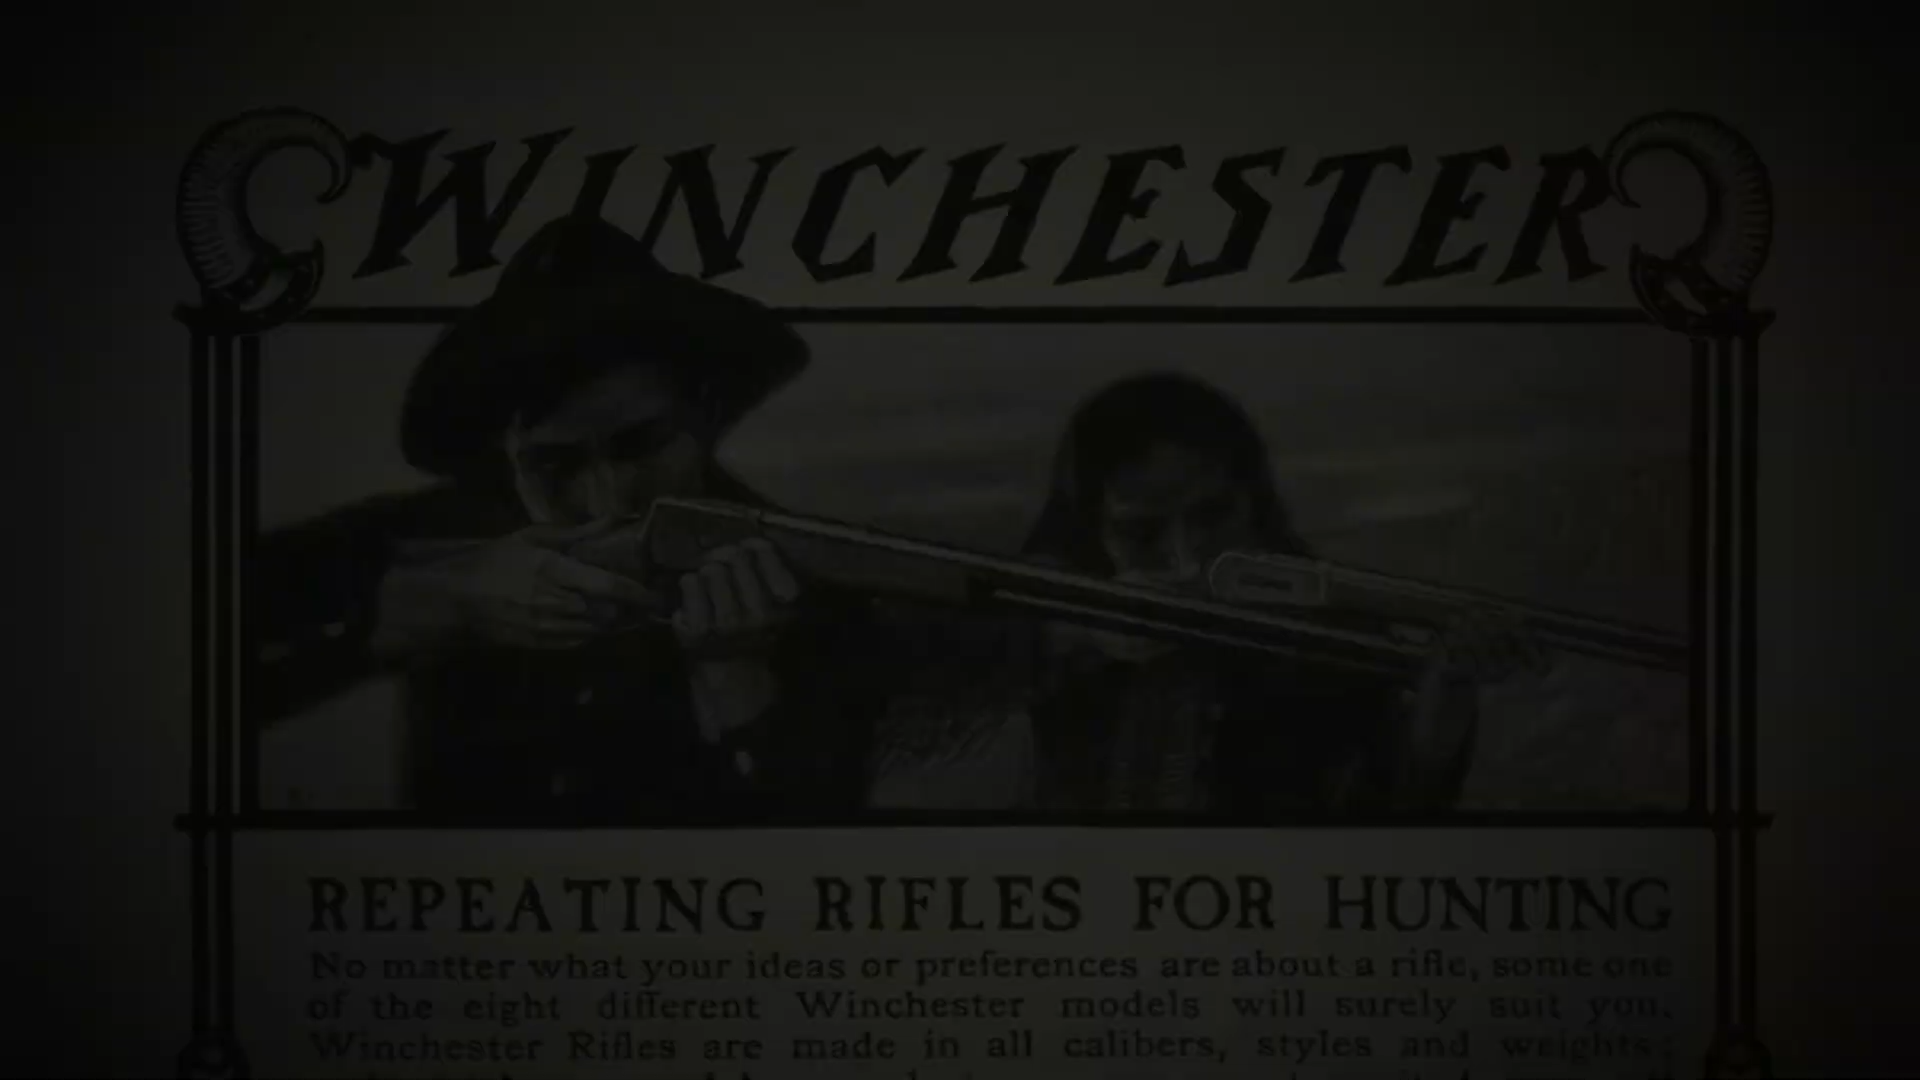 WINCHESTER
REPEATING RIFLES FOR HUNTING
No matter what your ideas or preferences are about a rifle, some one
of the eight different Winchester models will surely suit you.
Winchester Rifles are made in all calibers, styles and weights;